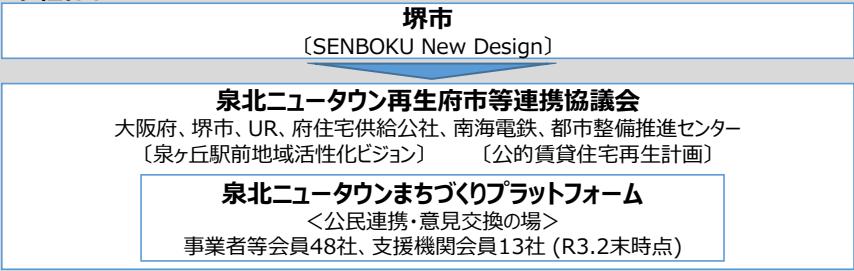 堺市
〔SENBOKU New Design〕
泉北ニュータウン再生府市等連携協議会
大阪府、堺市、UR、府住宅供給公社、南海電鉄、都市整備推進センター
〔泉ヶ丘駅前地域活性化ビジョン〕 〔公的賃貸住宅再生計画〕
泉北ニュータウンまちづくりプラットフォーム
＜公民連携・意見交換の場＞
事業者等会員48社、支援機関会員13社 (R3.2末時点)